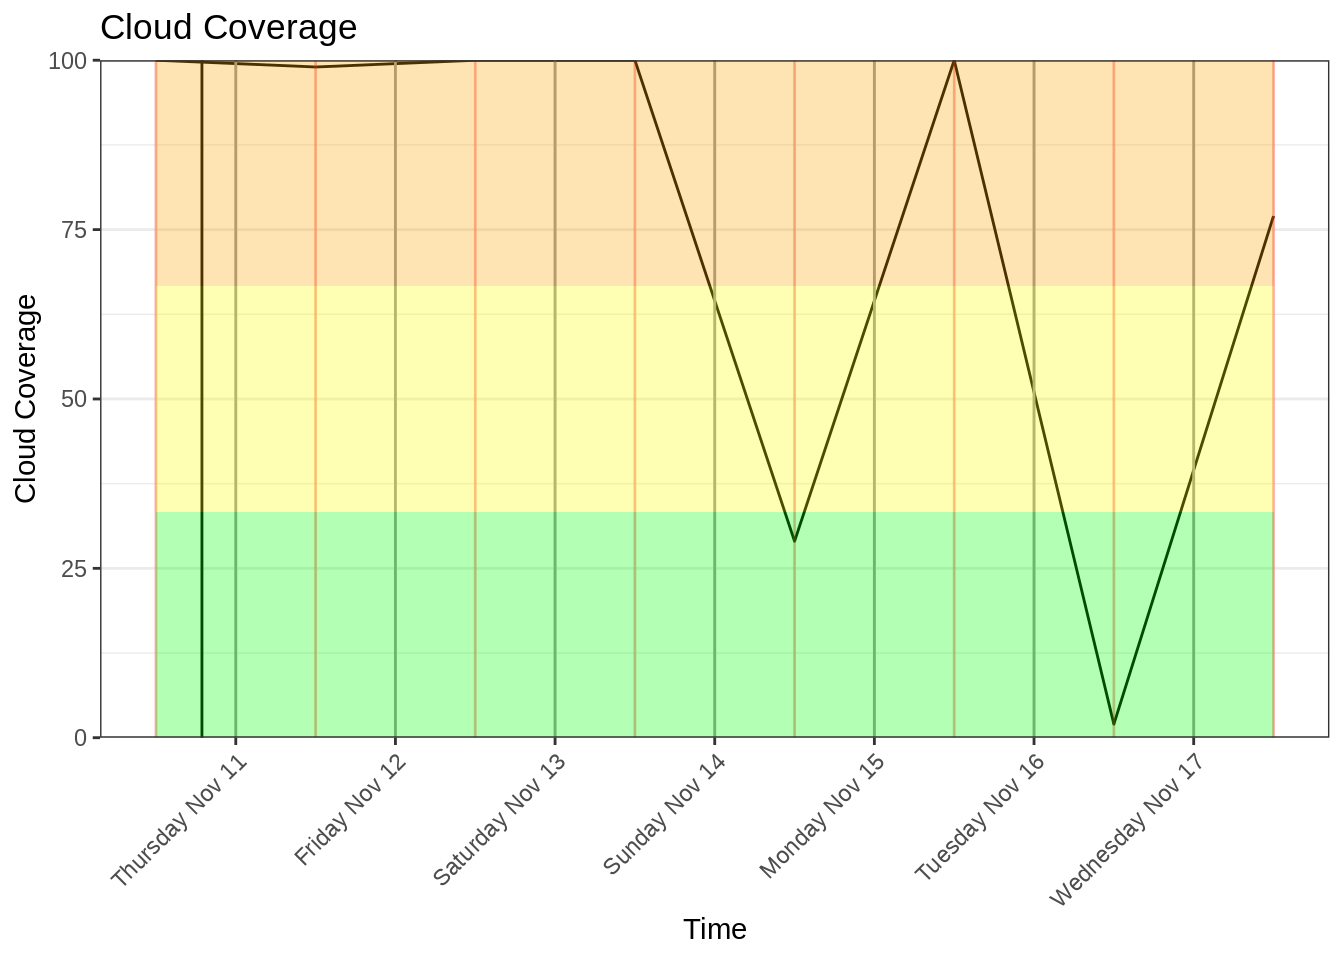 Cloud Coverage
100
75
50
25
0
Cloud Coverage
Thursday Nov 11
Friday Nov 12
Saturday Nov 13
Sunday Nov 14
Monday Nov 15
Tuesday Nov 16
Wednesday Nov 17
Time